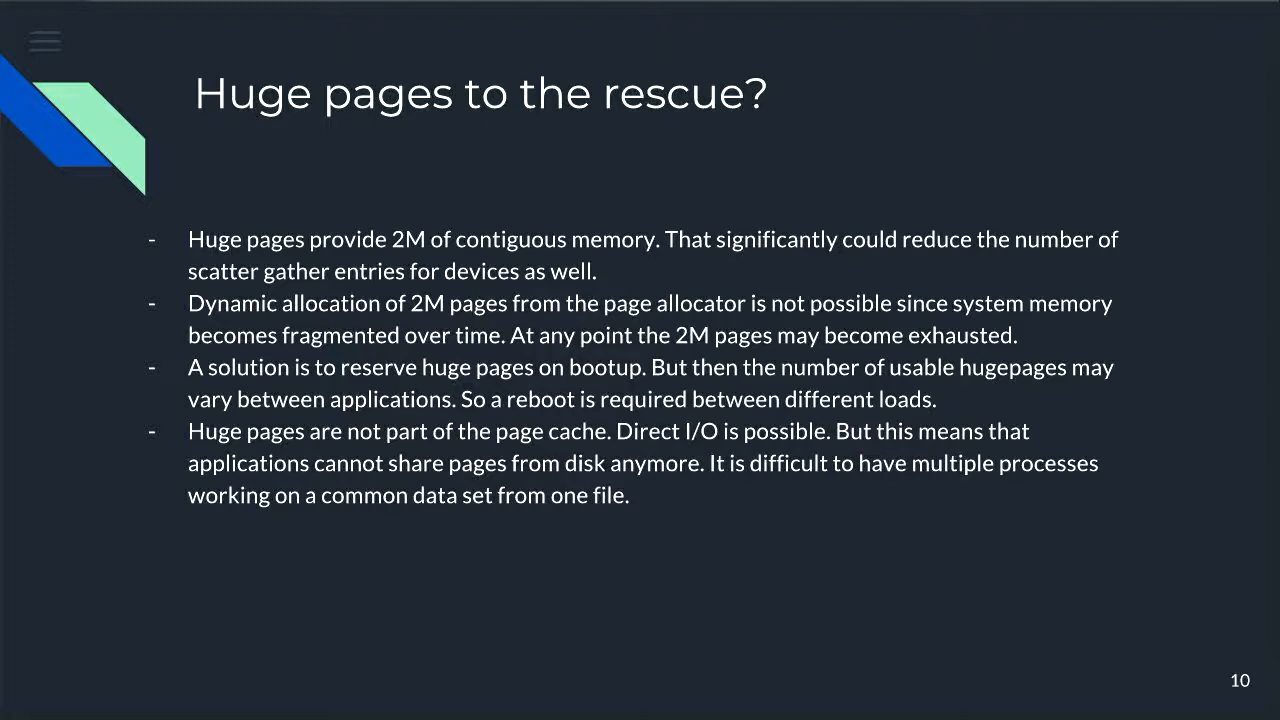 Huge pages to the rescue?
- Huge pages provide 2M of contiguous memory. That significantly could reduce the number of
scatter gather entries for devices as well.
- Dynamic allocation of 2M pages from the page allocator is not possible since system memory
becomes fragmented over time. At any point the 2M pages may become exhausted.
- A solution is to reserve huge pages on bootup. But then the number of usable hugepages may
vary between applications. So a reboot is required between different loads.
- Huge pages are not part of the page cache. Direct I/O is possible. But this means that
applications cannot share pages from disk anymore. It is difficult to have multiple processes
working on a common data set from one file.
10